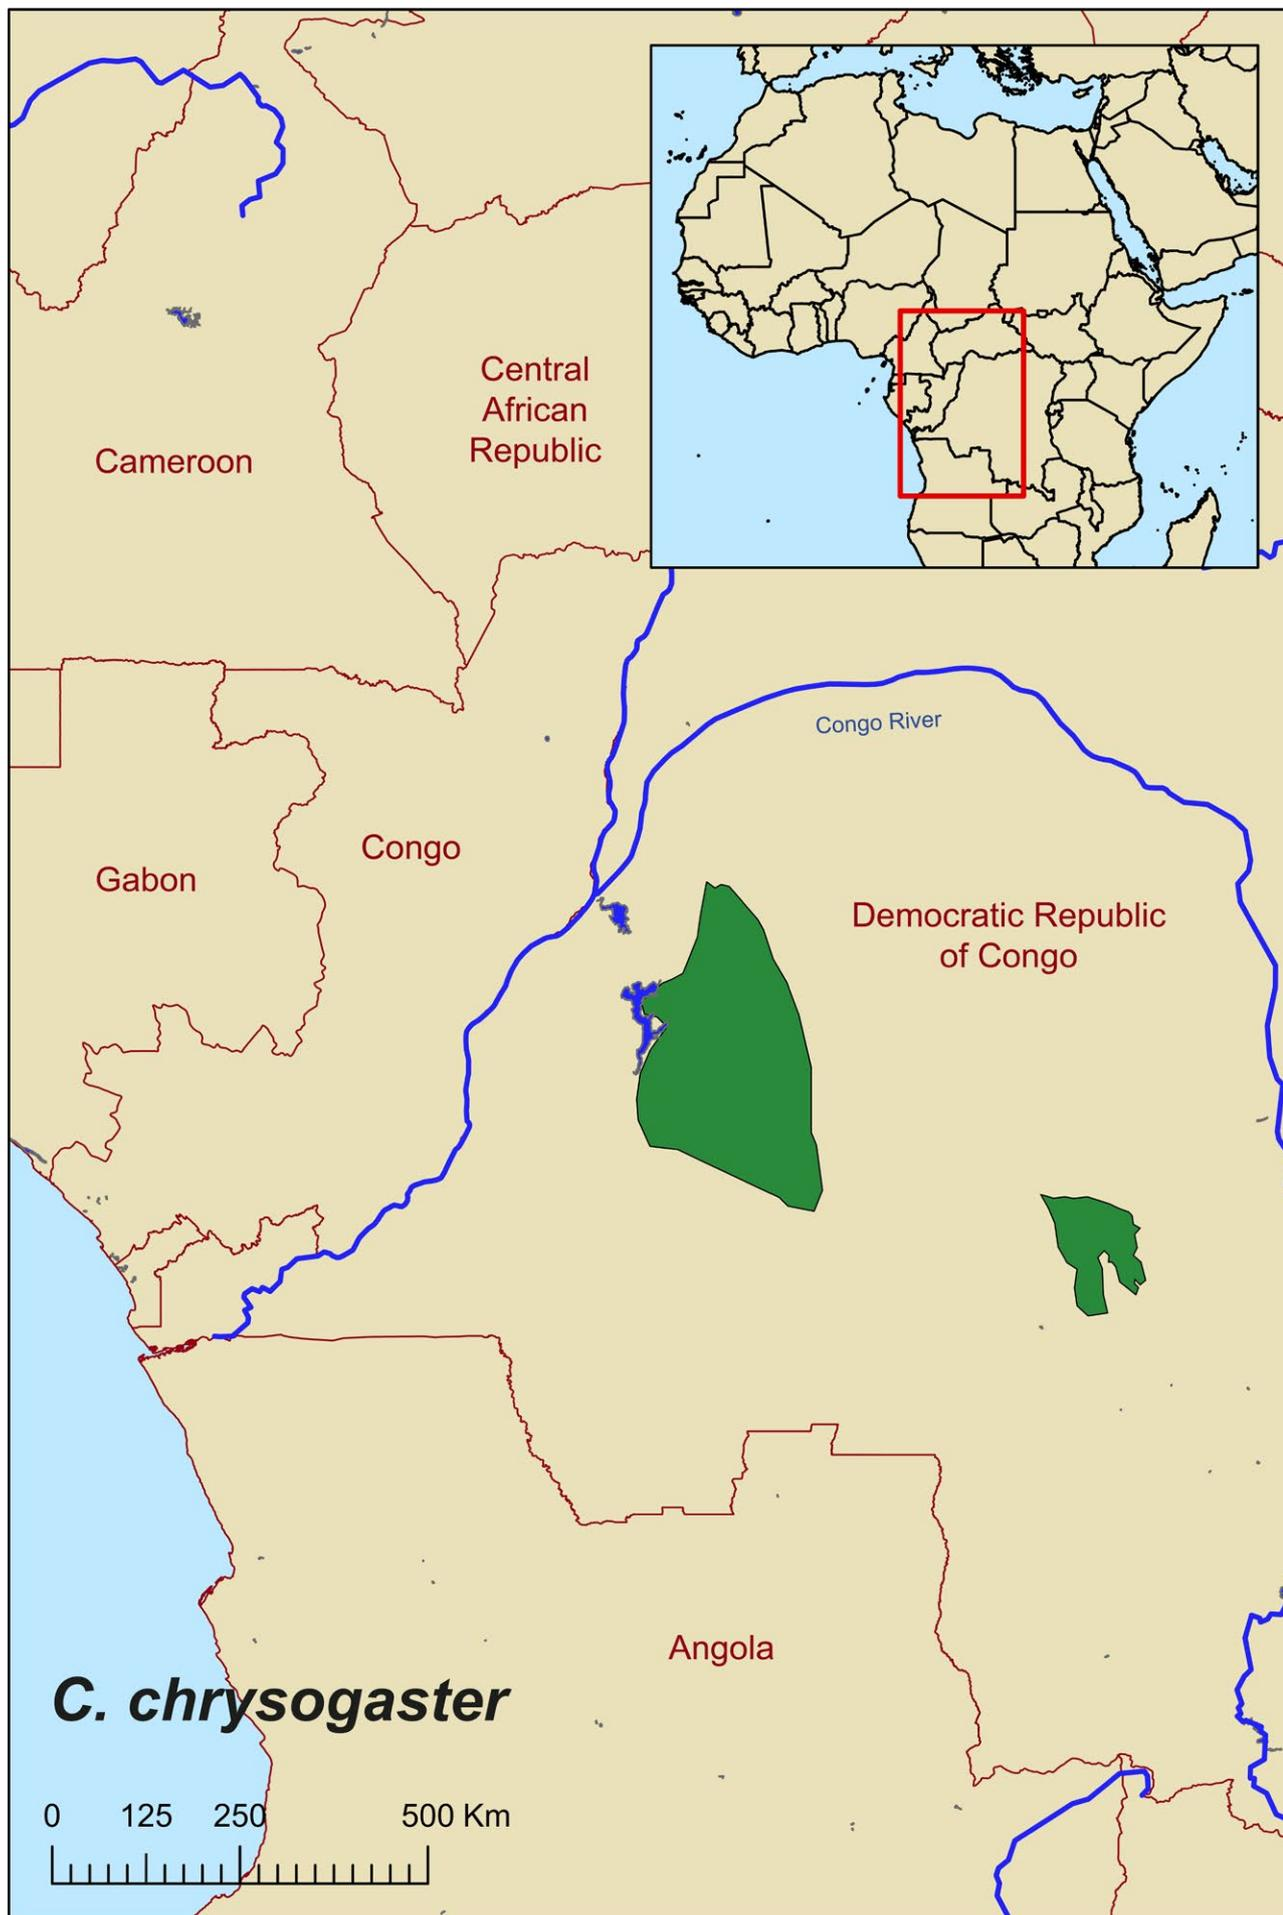 Central
African
Republic
Cameroon
Congo River
Congo
Gabon
Democratic Republic
of Congo
Angola
C. chrysogaster
0 125 250 500 Km